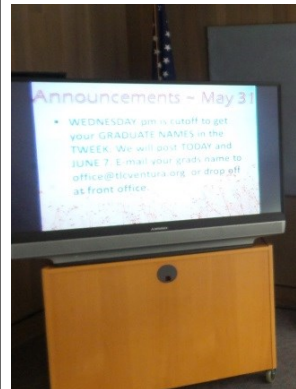 Announcements – May 31
• WEDNESDAY pm is cutoff to get
your GRADUATE NAMES in the
TWEEK. We will post TODAY and
JUNE 7. E-mail your grads name to
office@tlcventura.org, or drop off
at front office.
MITSUBISHI